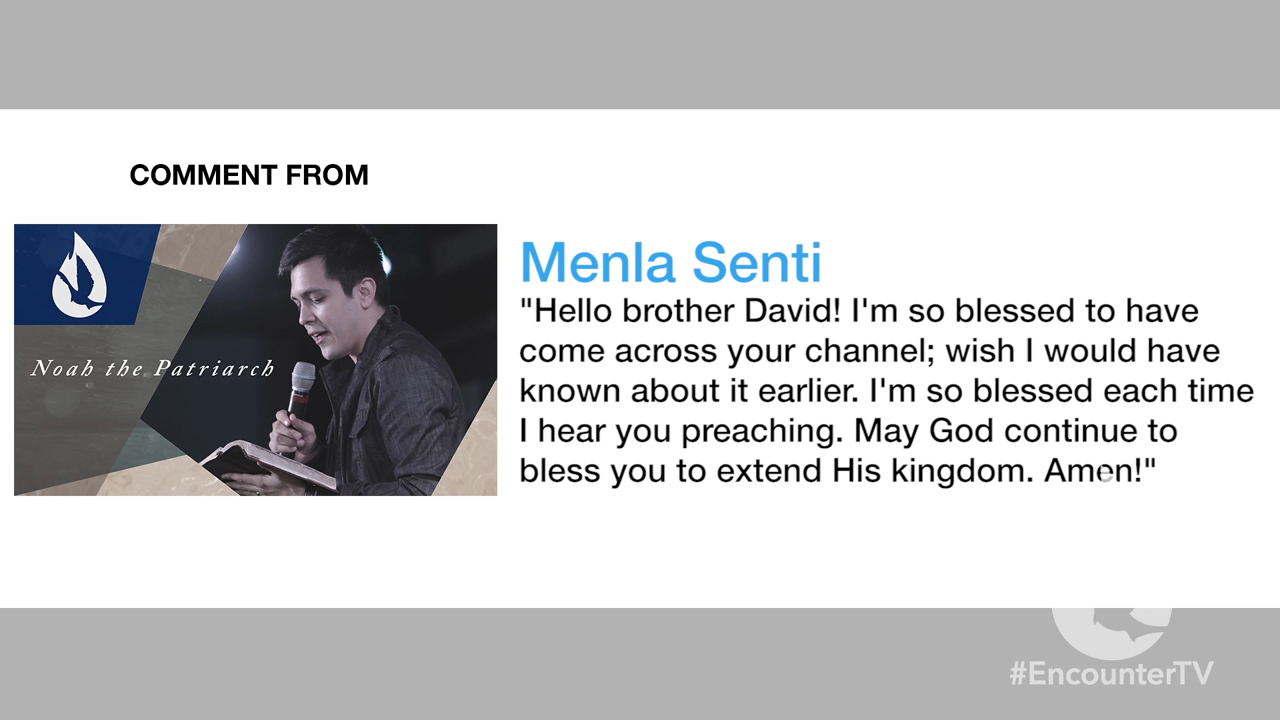 COMMENT FROM
Noah the Patriarch
Menla Senti
"Hello brother David! I'm so blessed to have
come across your channel; wish I would have
known about it earlier. I'm so blessed each time
I hear you preaching. May God continue to
bless you to extend His kingdom. Amen!"
#EncounterTV